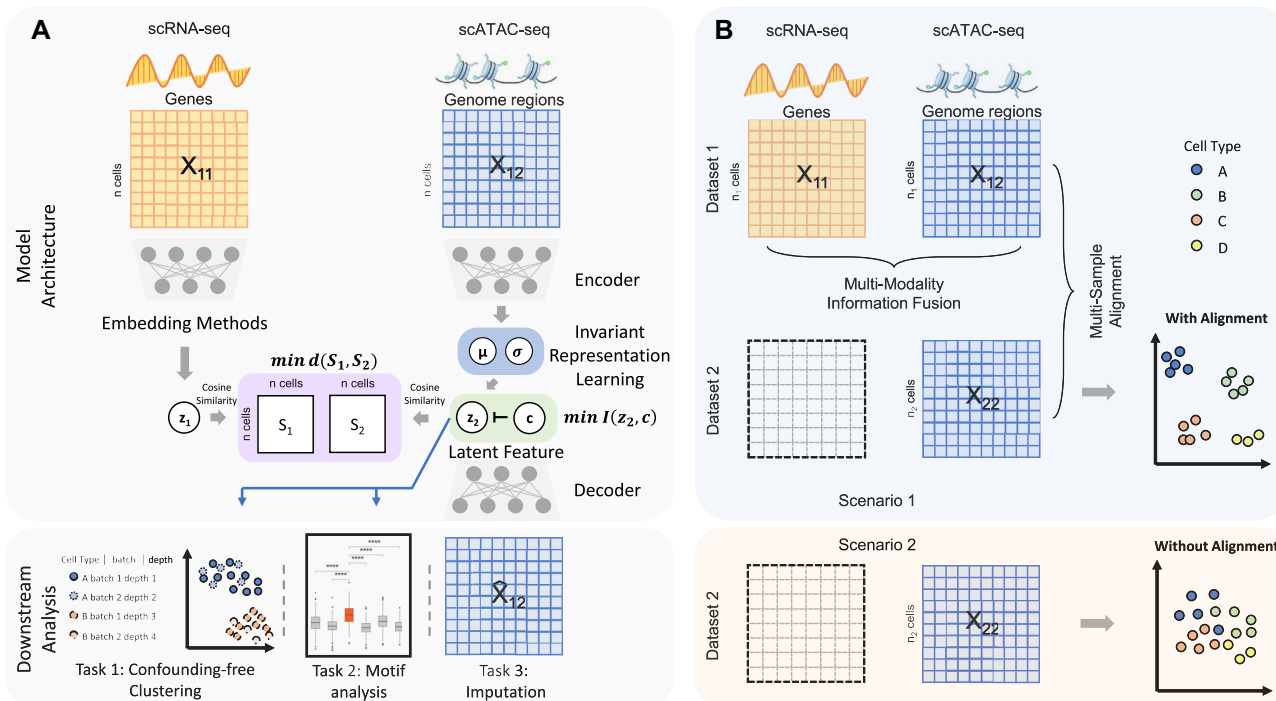 A
scRNA-seq
scATAC-seq
Genes
Genome regions
n cells
X11
n cells
X12
Model
Architecture
Encoder
Embedding Methods
μ
σ
Invariant
Representation
Learning
min d(S1,S2)
n cells
n cells
Cosine
Similarity
Cosine
Similarity
z1
n cells
S1
S2
z2
c
min I(z2,c)
Latent Feature
Decoder
Downstream
Analysis
Cell Type | batch | depth
A batch 1 depth 1
A batch 2 depth 2
B batch 1 depth 3
B batch 2 depth 4
****
****
****
****
****
X̂12
Task 1: Confounding-free
Clustering
Task 2: Motif
analysis
Task 3:
Imputation
B
scRNA-seq
scATAC-seq
Genes
Genome regions
Dataset 1
n1 cells
X11
n1 cells
X12
Cell Type
A
B
C
D
Multi-Modality
Information Fusion
Multi-Sample
Alignment
With Alignment
Dataset 2
n2 cells
X22
Scenario 1
Scenario 2
Without Alignment
Dataset 2
n2 cells
X22